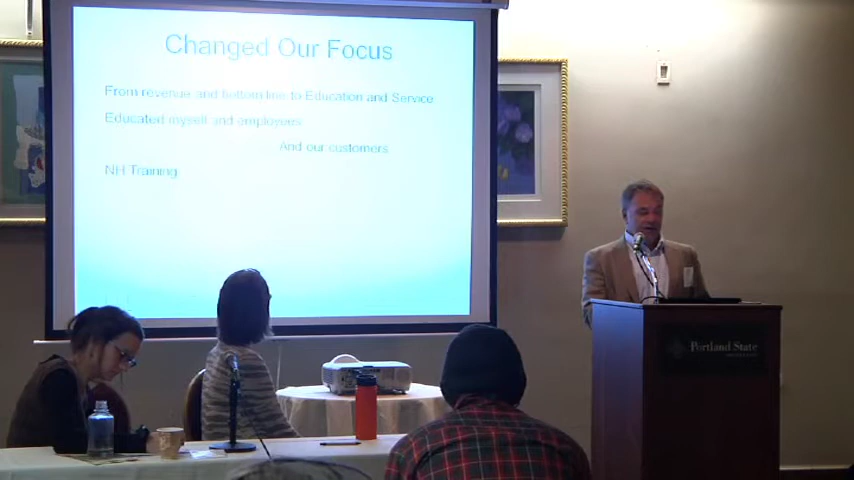 Changed Our Focus
From revenue and bottom line to Education and Service
Educated myself and employees
And our customers
NH Training
Portland State